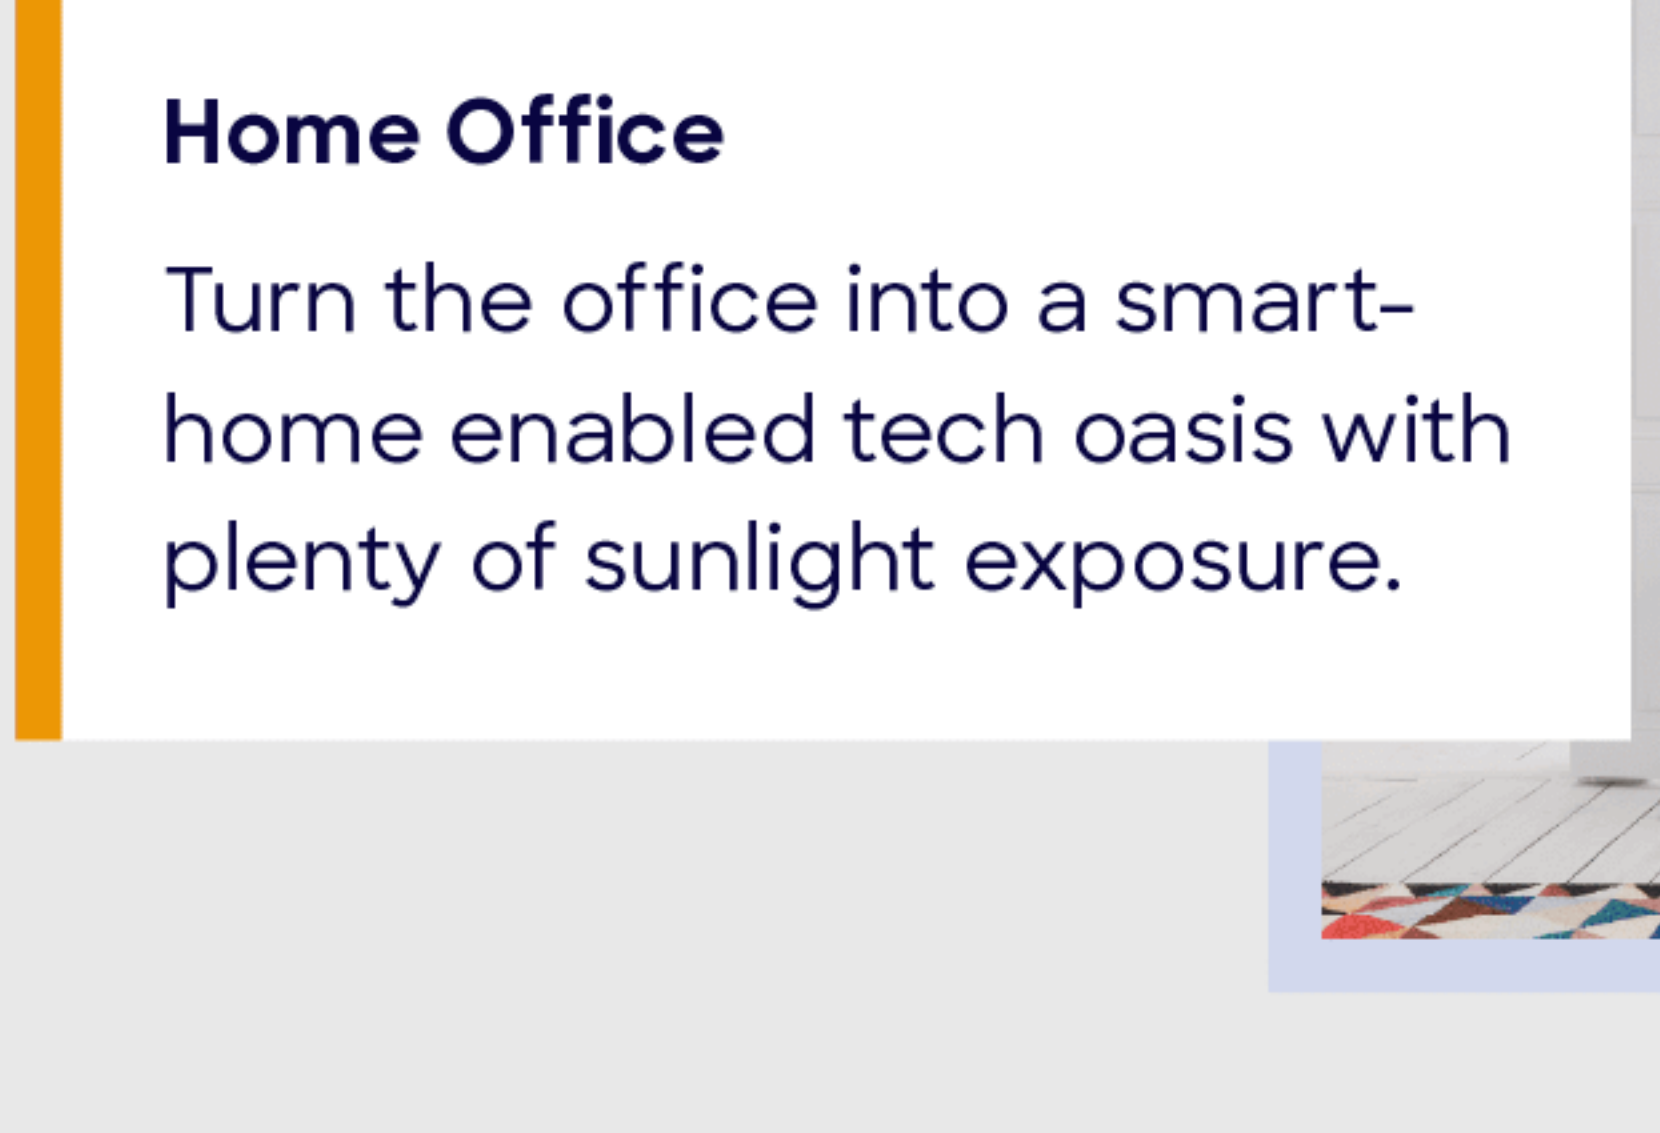 Home Office
Turn the office into a smart-
home enabled tech oasis with
plenty of sunlight exposure.